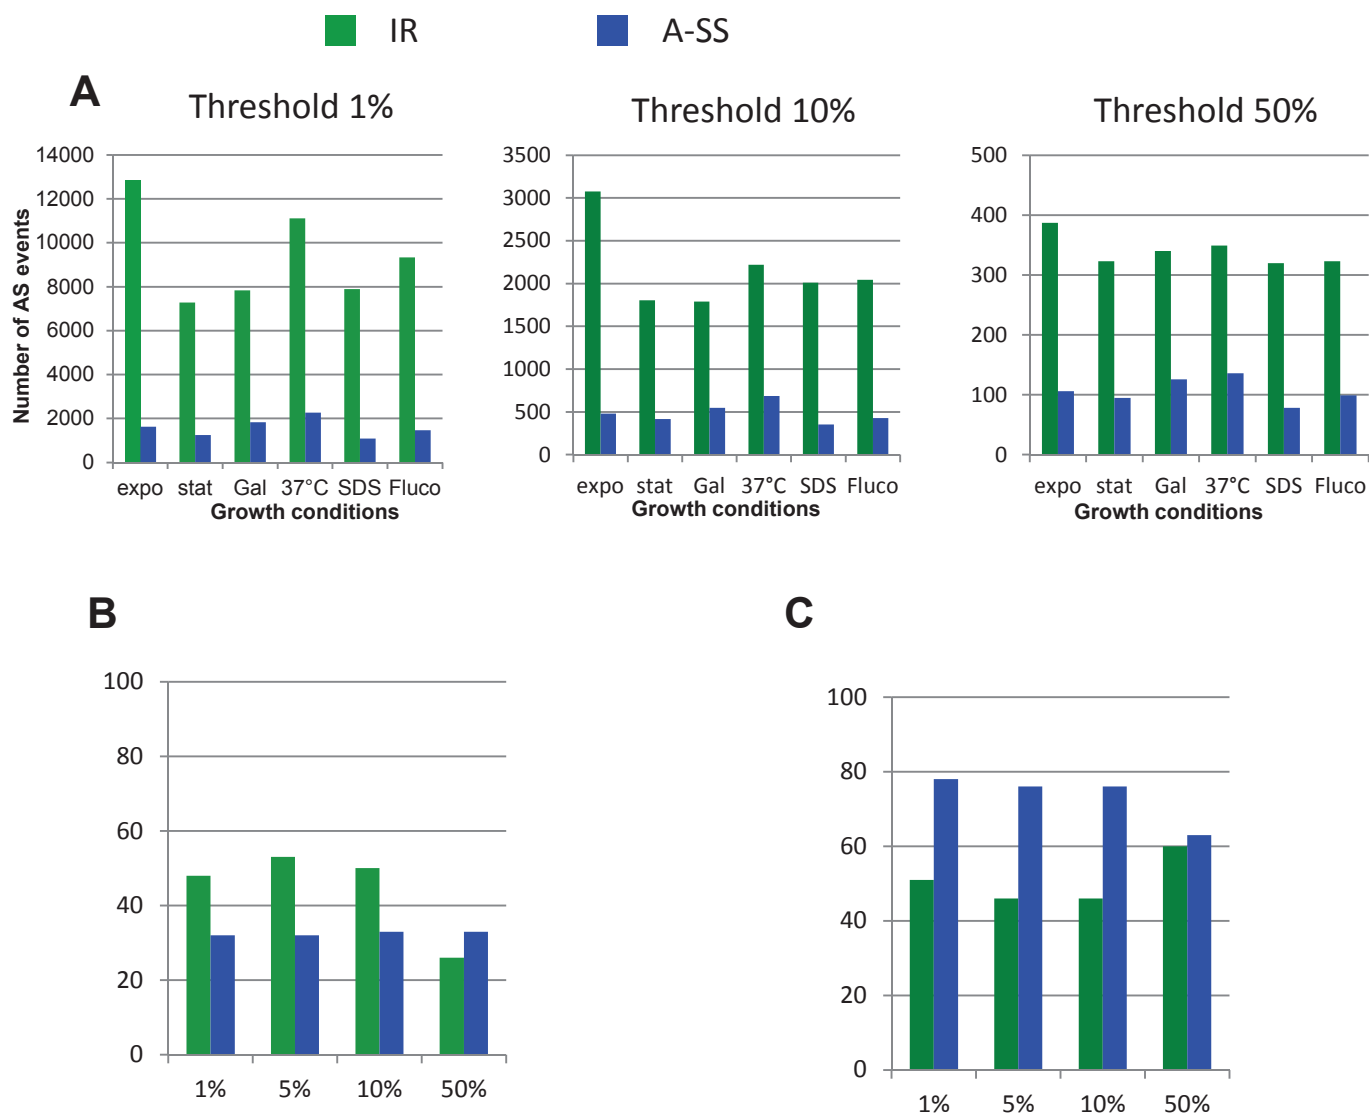 IR A-SS
A
Threshold 1% Threshold 10% Threshold 50%
Number of AS events
14000
12000
10000
8000
6000
4000
2000
0
expo stat Gal 37°C SDS Fluco
Growth conditions
3500
3000
2500
2000
1500
1000
500
0
expo stat Gal 37°C SDS Fluco
Growth conditions
500
400
300
200
100
0
expo stat Gal 37°C SDS Fluco
Growth conditions
B
100
80
60
40
20
0
1% 5% 10% 50%
C
100
80
60
40
20
0
1% 5% 10% 50%